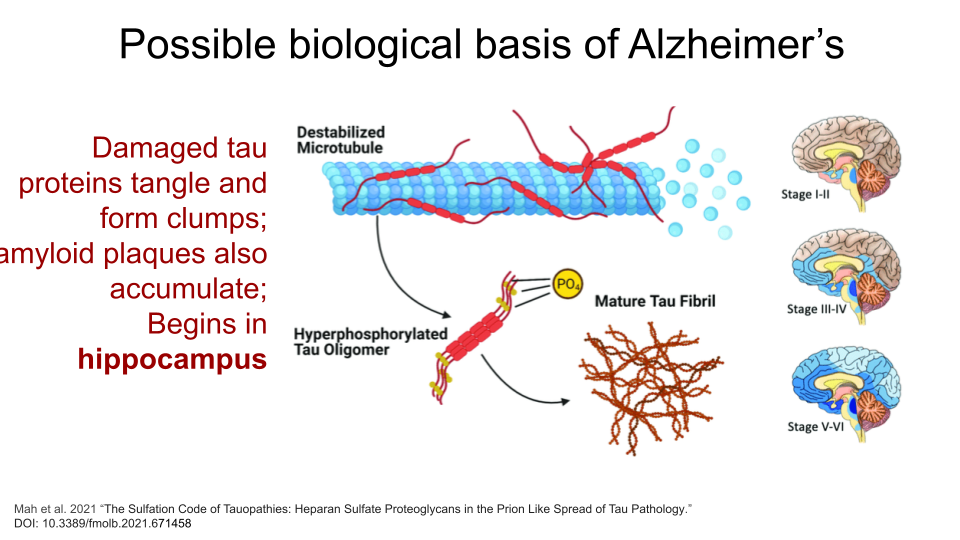 Possible biological basis of Alzheimer’s
Damaged tau
proteins tangle and
form clumps;
amyloid plaques also
accumulate;
Begins in
hippocampus
Destabilized
Microtubule
PO4
Hyperphosphorylated
Tau Oligomer
Mature Tau Fibril
Stage I-II
Stage III-IV
Stage V-VI
Mah et al. 2021 “The Sulfation Code of Tauopathies: Heparan Sulfate Proteoglycans in the Prion Like Spread of Tau Pathology.”
DOI: 10.3389/fmolb.2021.671458